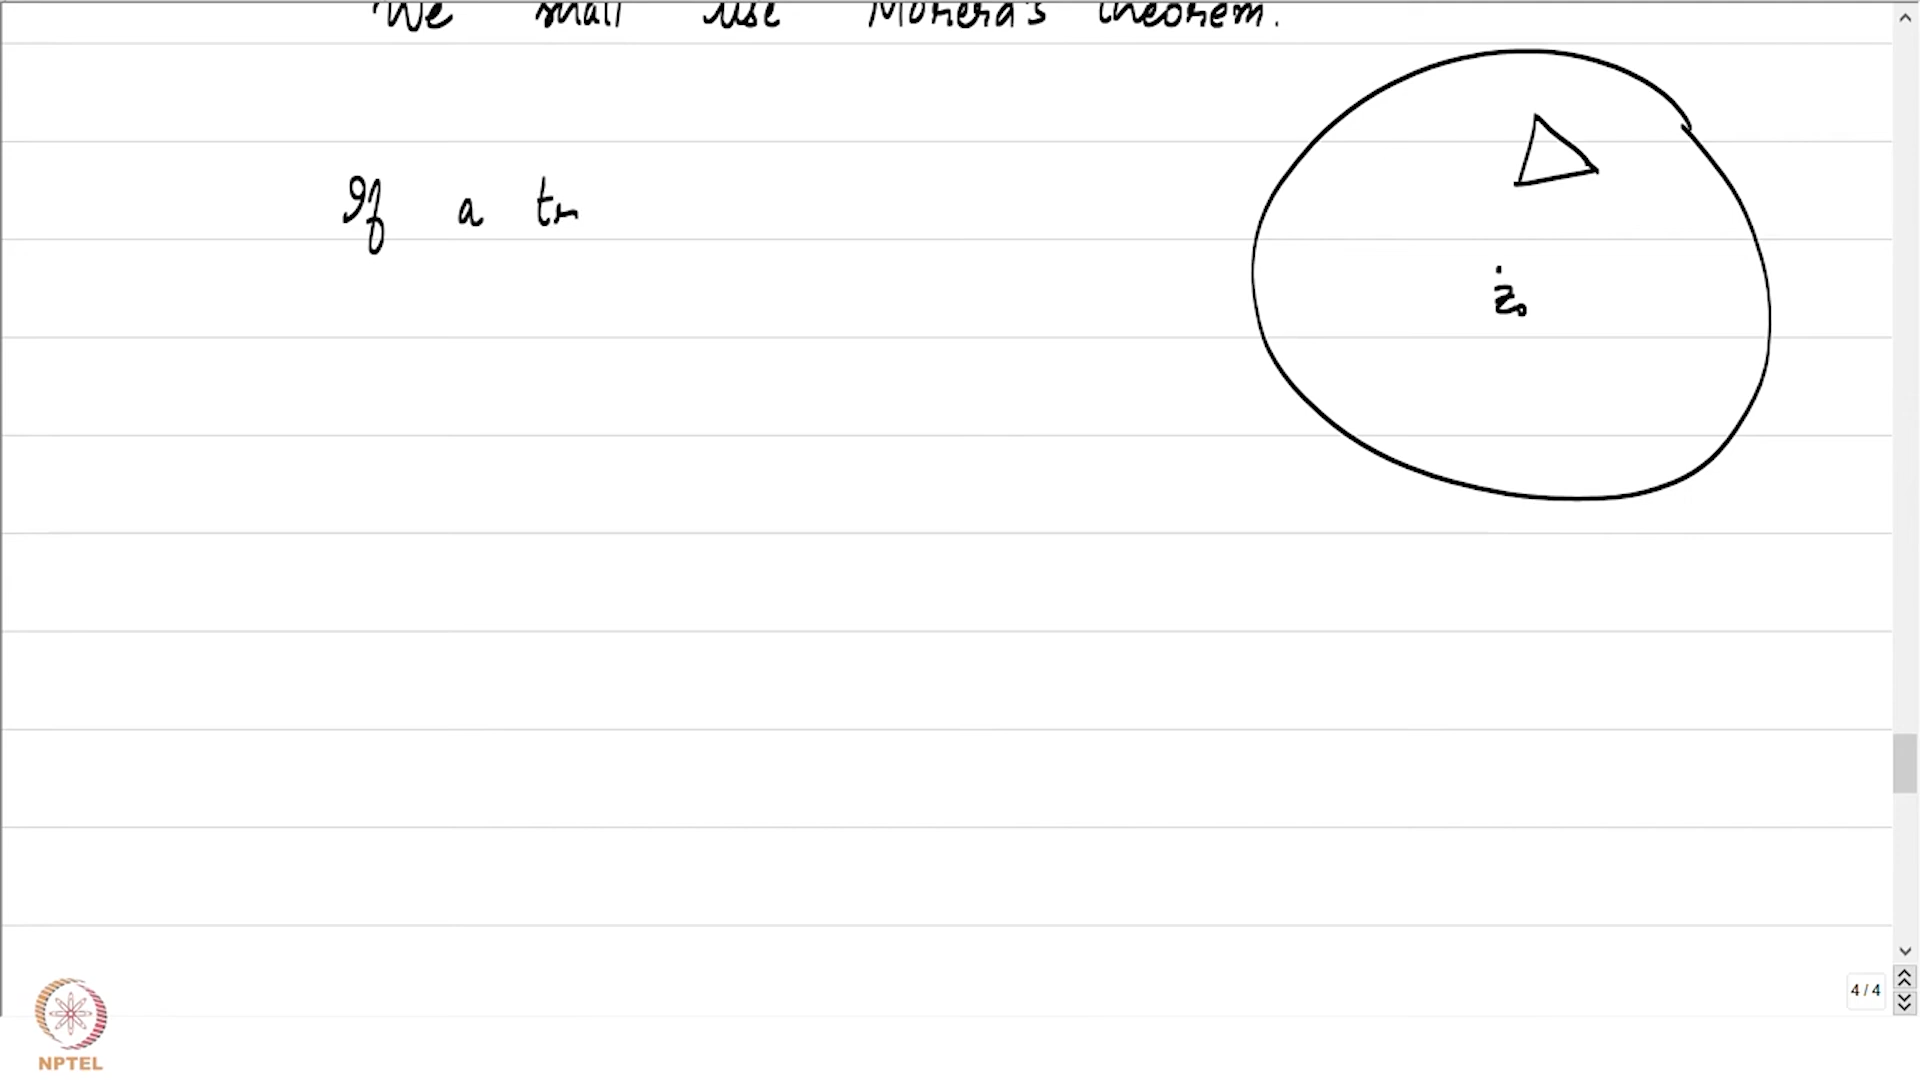 We shall use Morera's theorem.
If a tr
z₀
4 / 4
NPTEL